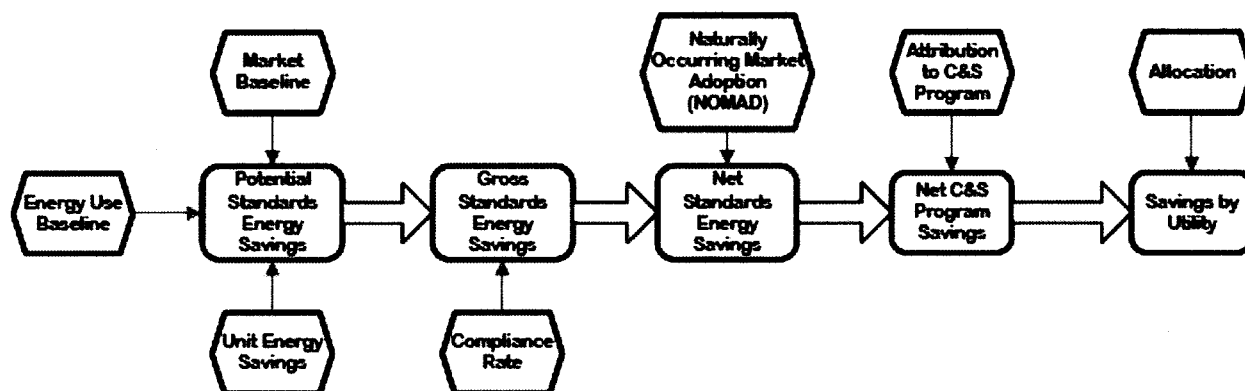 Market
Baseline
Naturally
Occurring Market
Adoption
(NOMAD)
Attribution
to C&S
Program
Allocation
Energy Use
Baseline
Potential
Standards
Energy
Savings
Gross
Standards
Energy
Savings
Net
Standards
Energy
Savings
Net C&S
Program
Savings
Savings by
Utility
Unit Energy
Savings
Compliance
Rate